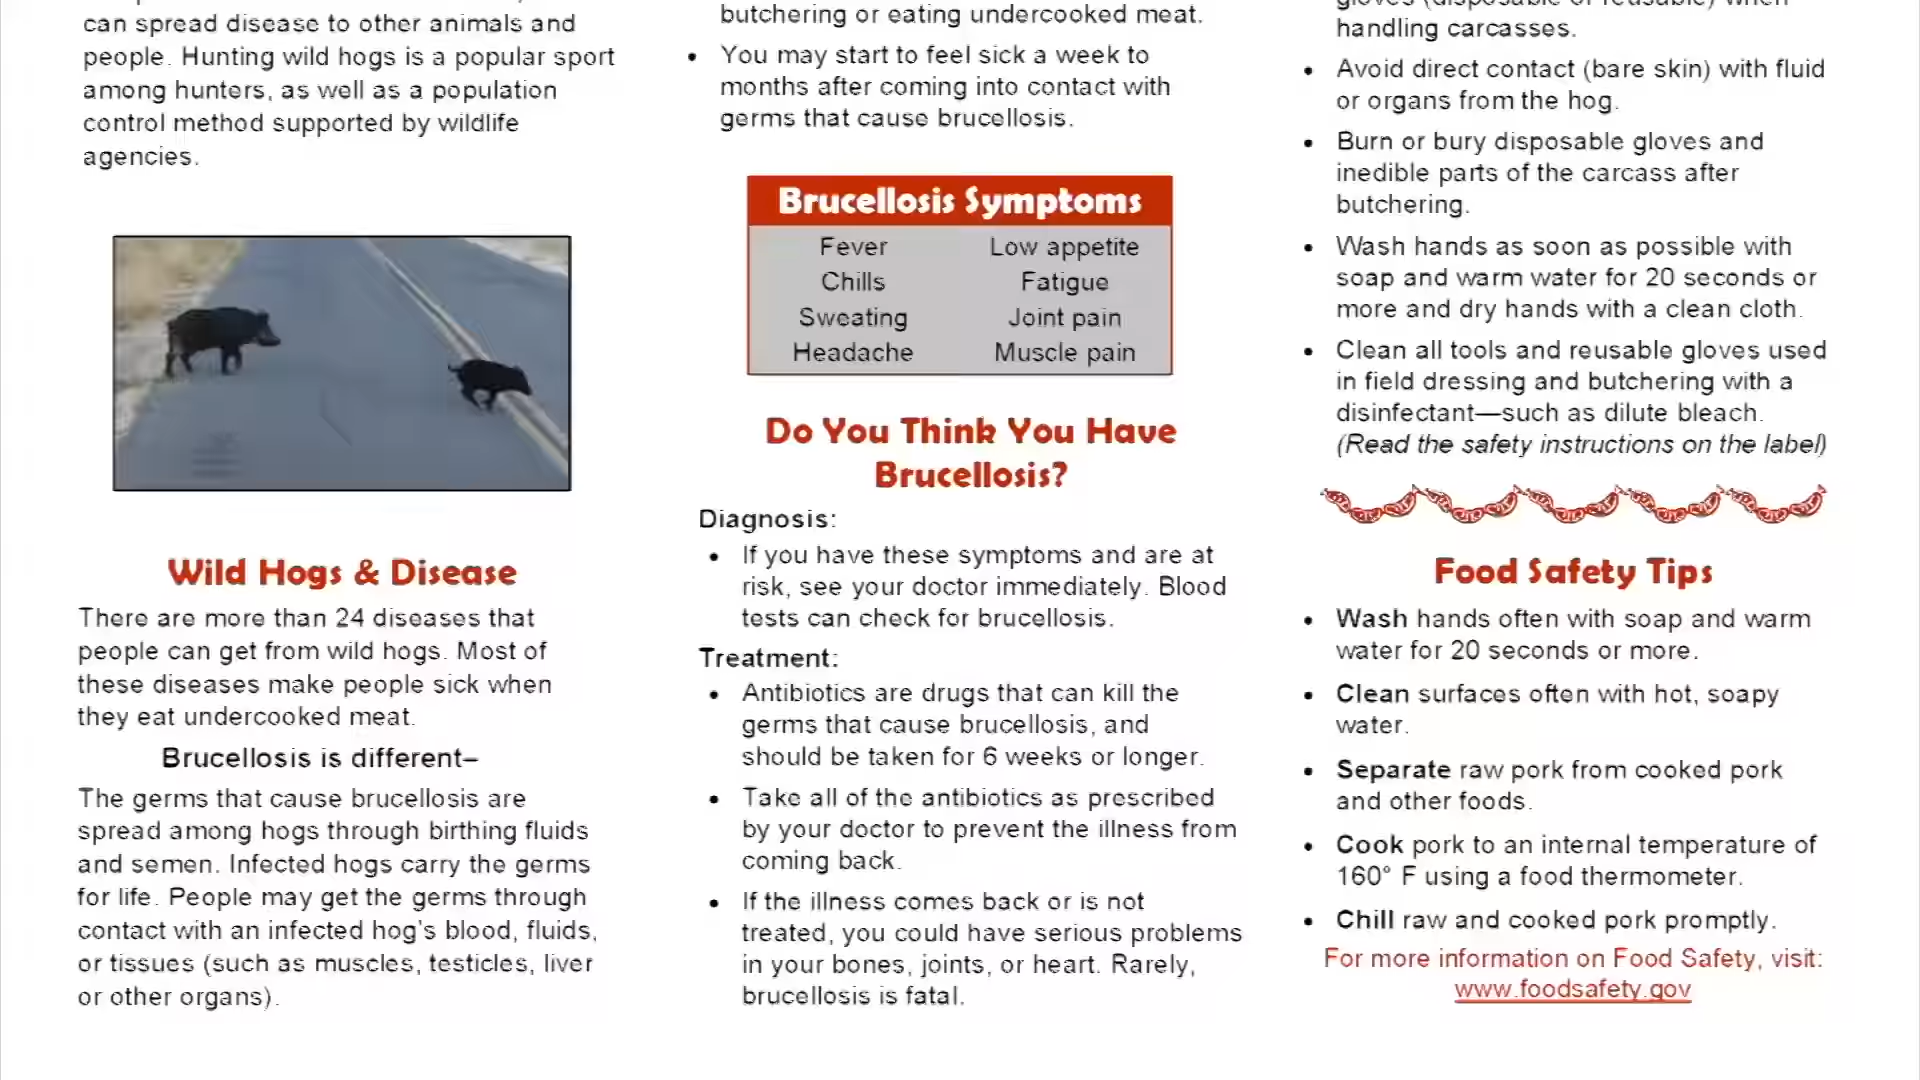 can spread disease to other animals and
people. Hunting wild hogs is a popular sport
among hunters, as well as a population
control method supported by wildlife
agencies.
Wild Hogs & Disease
There are more than 24 diseases that
people can get from wild hogs. Most of
these diseases make people sick when
they eat undercooked meat.
Brucellosis is different–
The germs that cause brucellosis are
spread among hogs through birthing fluids
and semen. Infected hogs carry the germs
for life. People may get the germs through
contact with an infected hog's blood, fluids,
or tissues (such as muscles, testicles, liver
or other organs).
butchering or eating undercooked meat.
• You may start to feel sick a week to
months after coming into contact with
germs that cause brucellosis.
Brucellosis Symptoms
Fever Low appetite
Chills Fatigue
Sweating Joint pain
Headache Muscle pain
Do You Think You Have
Brucellosis?
Diagnosis:
• If you have these symptoms and are at
risk, see your doctor immediately. Blood
tests can check for brucellosis.
Treatment:
• Antibiotics are drugs that can kill the
germs that cause brucellosis, and
should be taken for 6 weeks or longer.
• Take all of the antibiotics as prescribed
by your doctor to prevent the illness from
coming back.
• If the illness comes back or is not
treated, you could have serious problems
in your bones, joints, or heart. Rarely,
brucellosis is fatal.
gloves (disposable or reusable) when
handling carcasses.
• Avoid direct contact (bare skin) with fluid
or organs from the hog.
• Burn or bury disposable gloves and
inedible parts of the carcass after
butchering.
• Wash hands as soon as possible with
soap and warm water for 20 seconds or
more and dry hands with a clean cloth.
• Clean all tools and reusable gloves used
in field dressing and butchering with a
disinfectant—such as dilute bleach.
(Read the safety instructions on the label)
Food Safety Tips
• Wash hands often with soap and warm
water for 20 seconds or more.
• Clean surfaces often with hot, soapy
water.
• Separate raw pork from cooked pork
and other foods.
• Cook pork to an internal temperature of
160° F using a food thermometer.
• Chill raw and cooked pork promptly.
For more information on Food Safety, visit:
www.foodsafety.gov